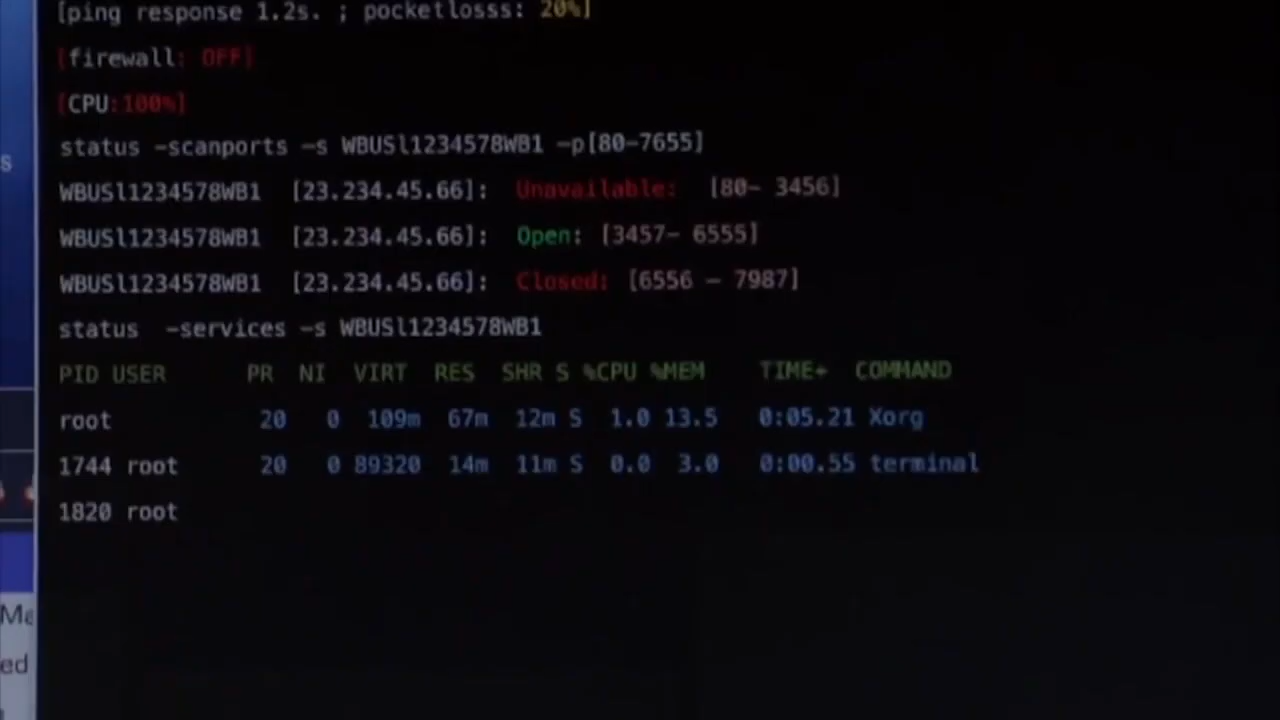 [ping response 1.2s. ; pocketlosss: 20%]
[firewall: OFF]
[CPU:100%]
status -scanports -s WBUSl1234578WB1 -p[80-7655]
WBUSl1234578WB1 [23.234.45.66]: Unavailable: [80- 3456]
WBUSl1234578WB1 [23.234.45.66]: Open: [3457- 6555]
WBUSl1234578WB1 [23.234.45.66]: Closed: [6556 - 7987]
status -services -s WBUSl1234578WB1
PID USER PR NI VIRT RES SHR S %CPU %MEM TIME+ COMMAND
root 20 0 109m 67m 12m S 1.0 13.5 0:05.21 Xorg
1744 root 20 0 89320 14m 11m S 0.0 3.0 0:00.55 terminal
1820 root